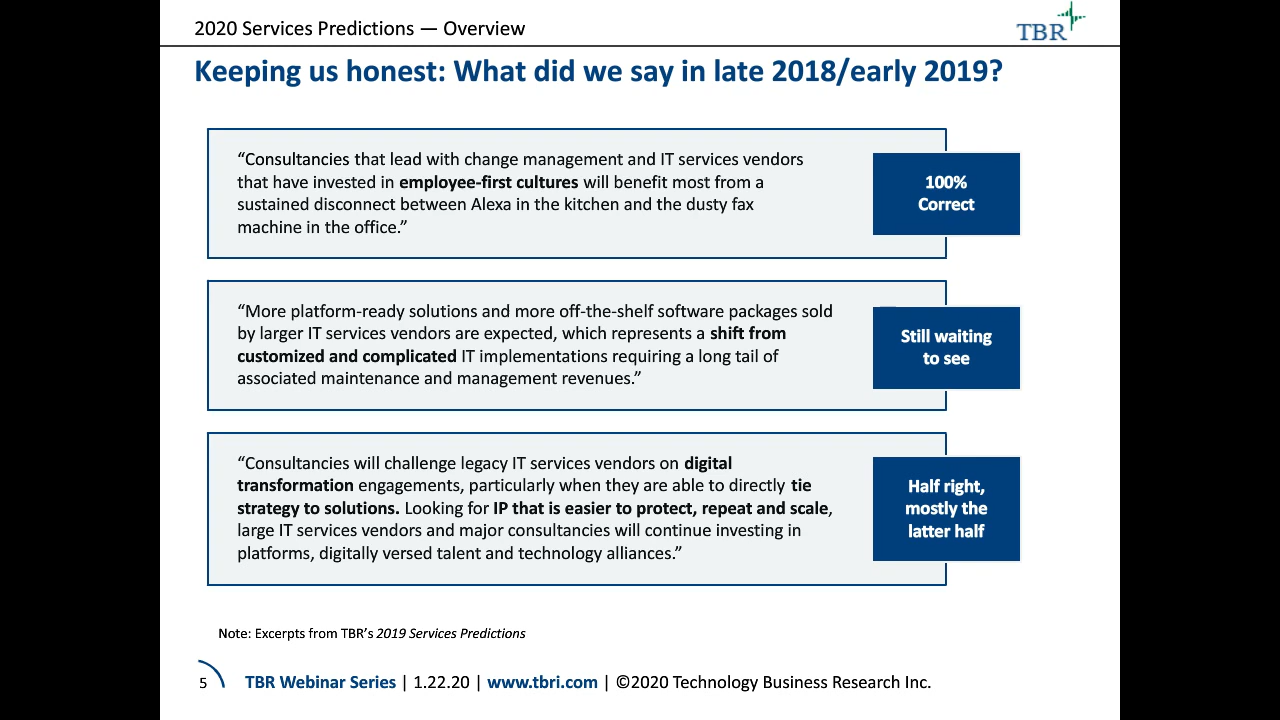 2020 Services Predictions — Overview
TBR
Keeping us honest: What did we say in late 2018/early 2019?
“Consultancies that lead with change management and IT services vendors
that have invested in employee-first cultures will benefit most from a
sustained disconnect between Alexa in the kitchen and the dusty fax
machine in the office.”
100%
Correct
“More platform-ready solutions and more off-the-shelf software packages sold
by larger IT services vendors are expected, which represents a shift from
customized and complicated IT implementations requiring a long tail of
associated maintenance and management revenues.”
Still waiting
to see
“Consultancies will challenge legacy IT services vendors on digital
transformation engagements, particularly when they are able to directly tie
strategy to solutions. Looking for IP that is easier to protect, repeat and scale,
large IT services vendors and major consultancies will continue investing in
platforms, digitally versed talent and technology alliances.”
Half right,
mostly the
latter half
Note: Excerpts from TBR’s 2019 Services Predictions
5 TBR Webinar Series | 1.22.20 | www.tbri.com | ©2020 Technology Business Research Inc.